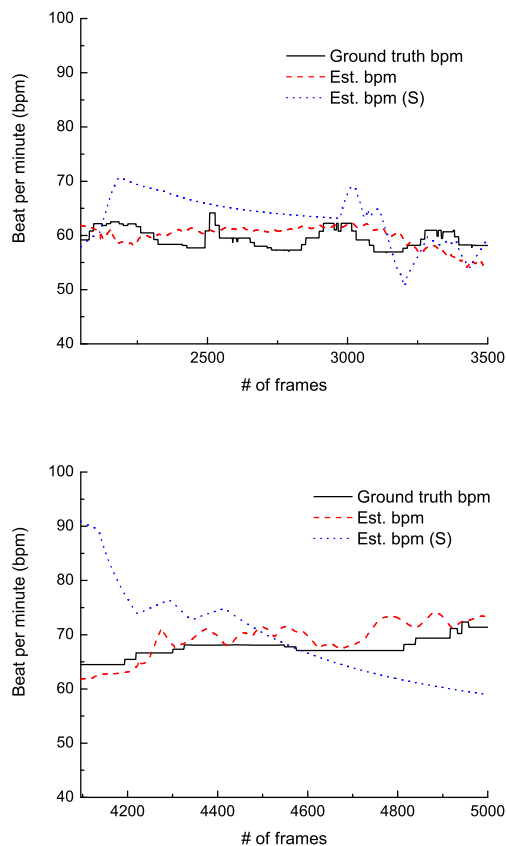 100
90
80
70
60
50
40
Beat per minute (bpm)
Ground truth bpm
Est. bpm
Est. bpm (S)
2500
3000
3500
# of frames
100
90
80
70
60
50
40
Beat per minute (bpm)
Ground truth bpm
Est. bpm
Est. bpm (S)
4200
4400
4600
4800
5000
# of frames